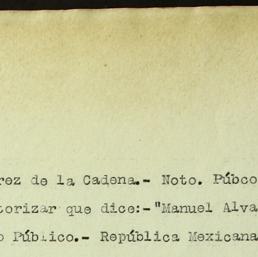 rez de la Cadena.- Noto. Púbco
torizar que dice:-"Manuel Alva
o Público.- República Mexicana